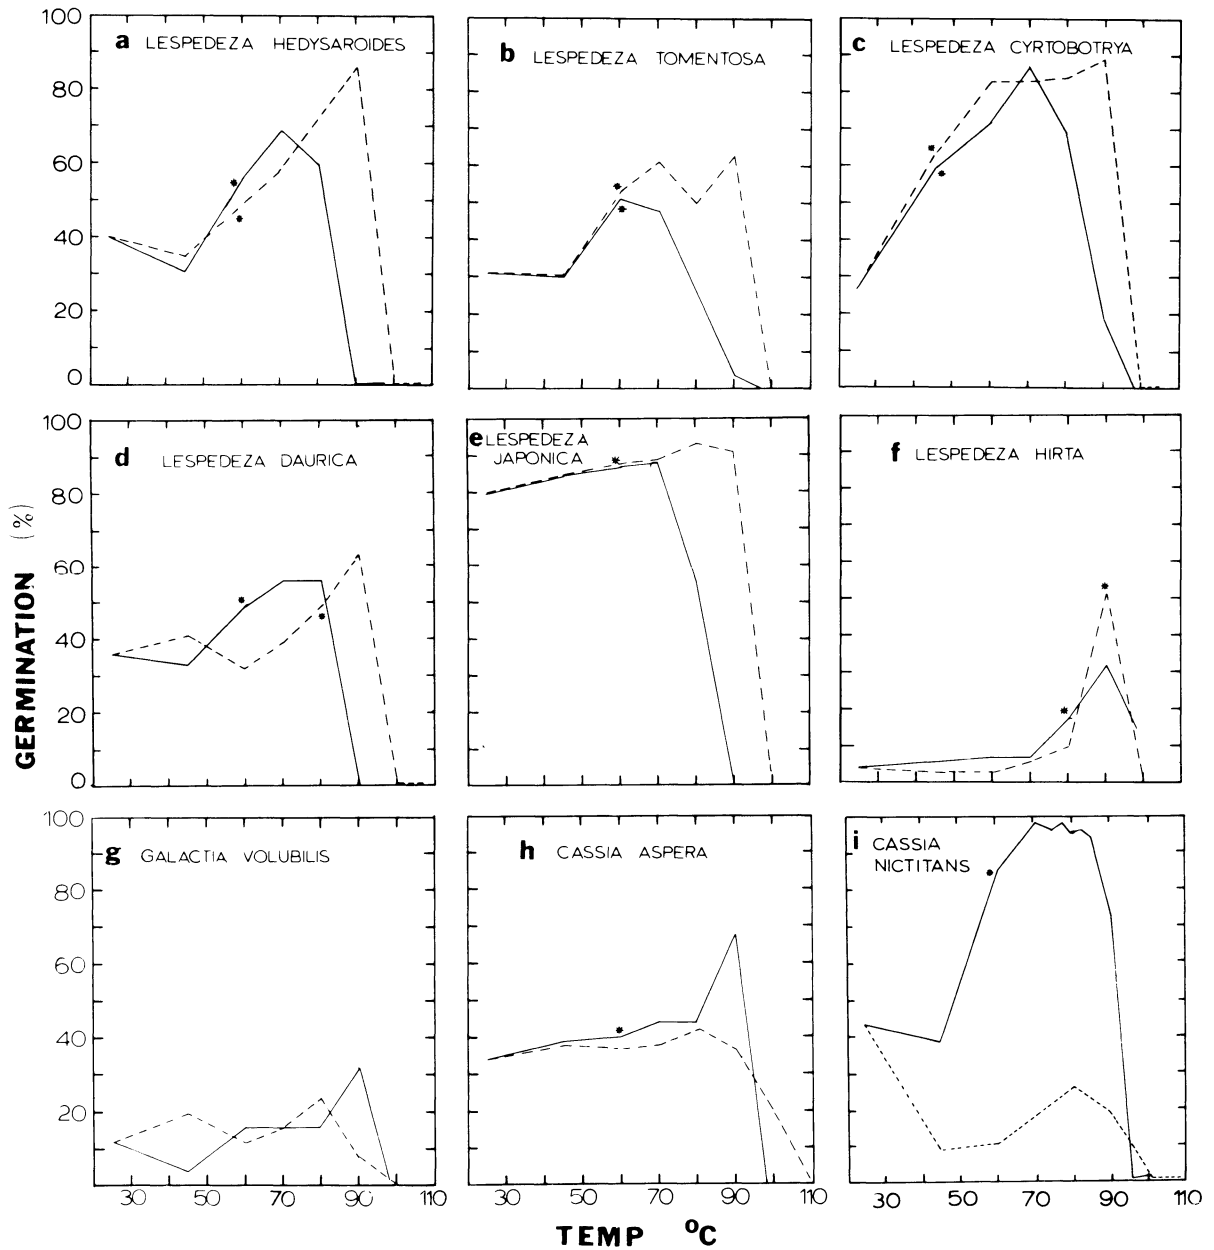 a LESPEDEZA HEDYSAROIDES
b LESPEDEZA TOMENTOSA
c LESPEDEZA CYRTOBOTRYA
100
80
60
40
20
0
d LESPEDEZA DAURICA
e LESPEDEZA
JAPONICA
f LESPEDEZA HIRTA
100
80
60
40
20
0
g GALACTIA VOLUBILIS
h CASSIA ASPERA
i CASSIA
NICTITANS
100
80
60
40
20
30 50 70 90 110
30 50 70 90 110
30 50 70 90 110
GERMINATION (%)
TEMP °C